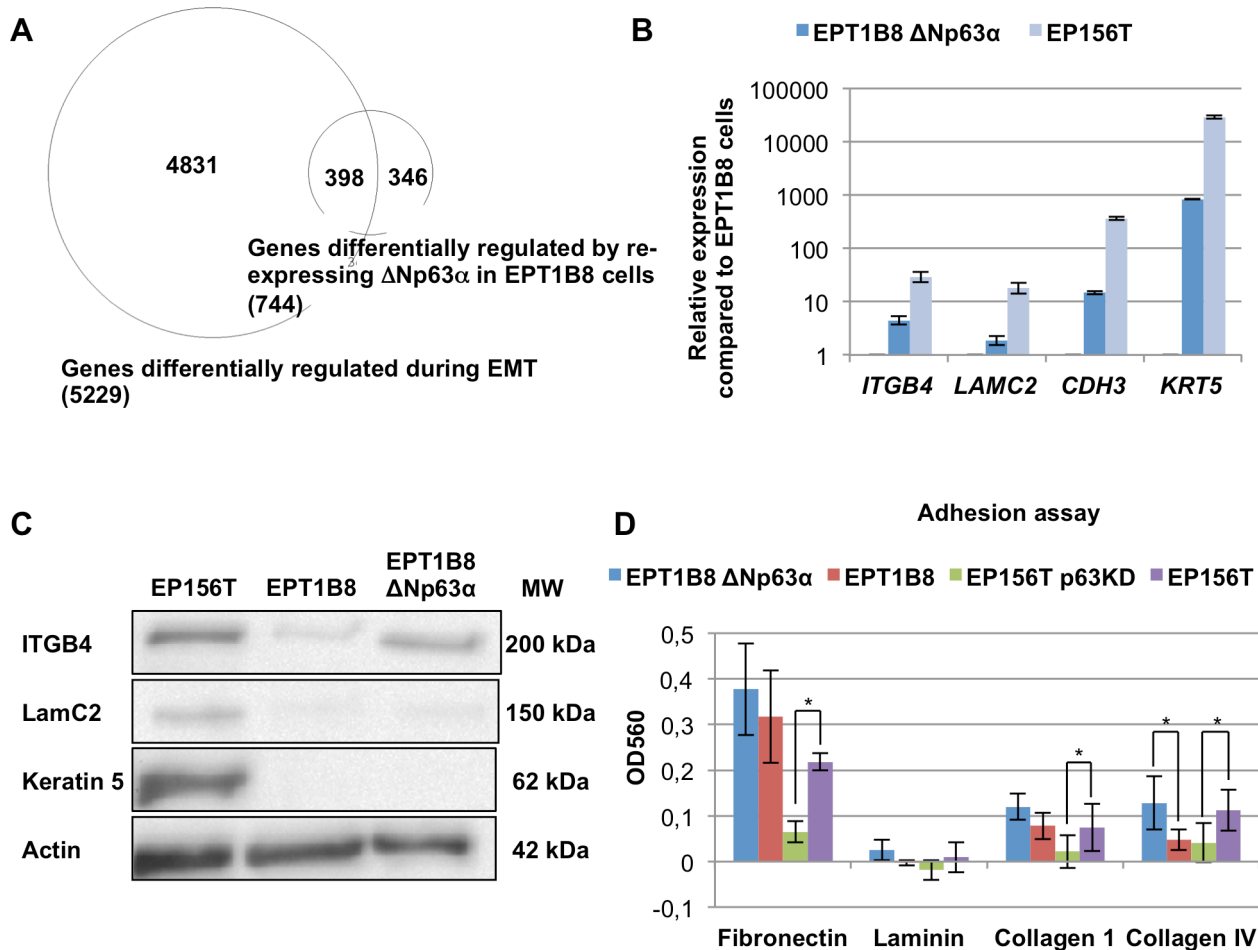 A
4831
398
346
Genes differentially regulated by re-
expressing ΔNp63α in EPT1B8 cells
(744)
Genes differentially regulated during EMT
(5229)
B
EPT1B8 ΔNp63α
EP156T
Relative expression
compared to EPT1B8 cells
100000
10000
1000
100
10
1
ITGB4
LAMC2
CDH3
KRT5
C
EP156T
EPT1B8
EPT1B8
ΔNp63α
MW
ITGB4
200 kDa
LamC2
150 kDa
Keratin 5
62 kDa
Actin
42 kDa
D
Adhesion assay
EPT1B8 ΔNp63α
EPT1B8
EP156T p63KD
EP156T
OD560
0,5
0,4
0,3
0,2
0,1
0
-0,1
*
*
*
*
Fibronectin
Laminin
Collagen 1
Collagen IV